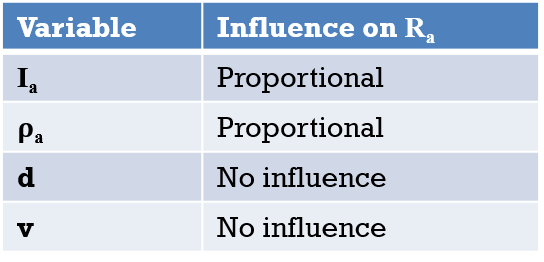 Variable Influence on Rₐ
Iₐ Proportional
ρₐ Proportional
d No influence
v No influence